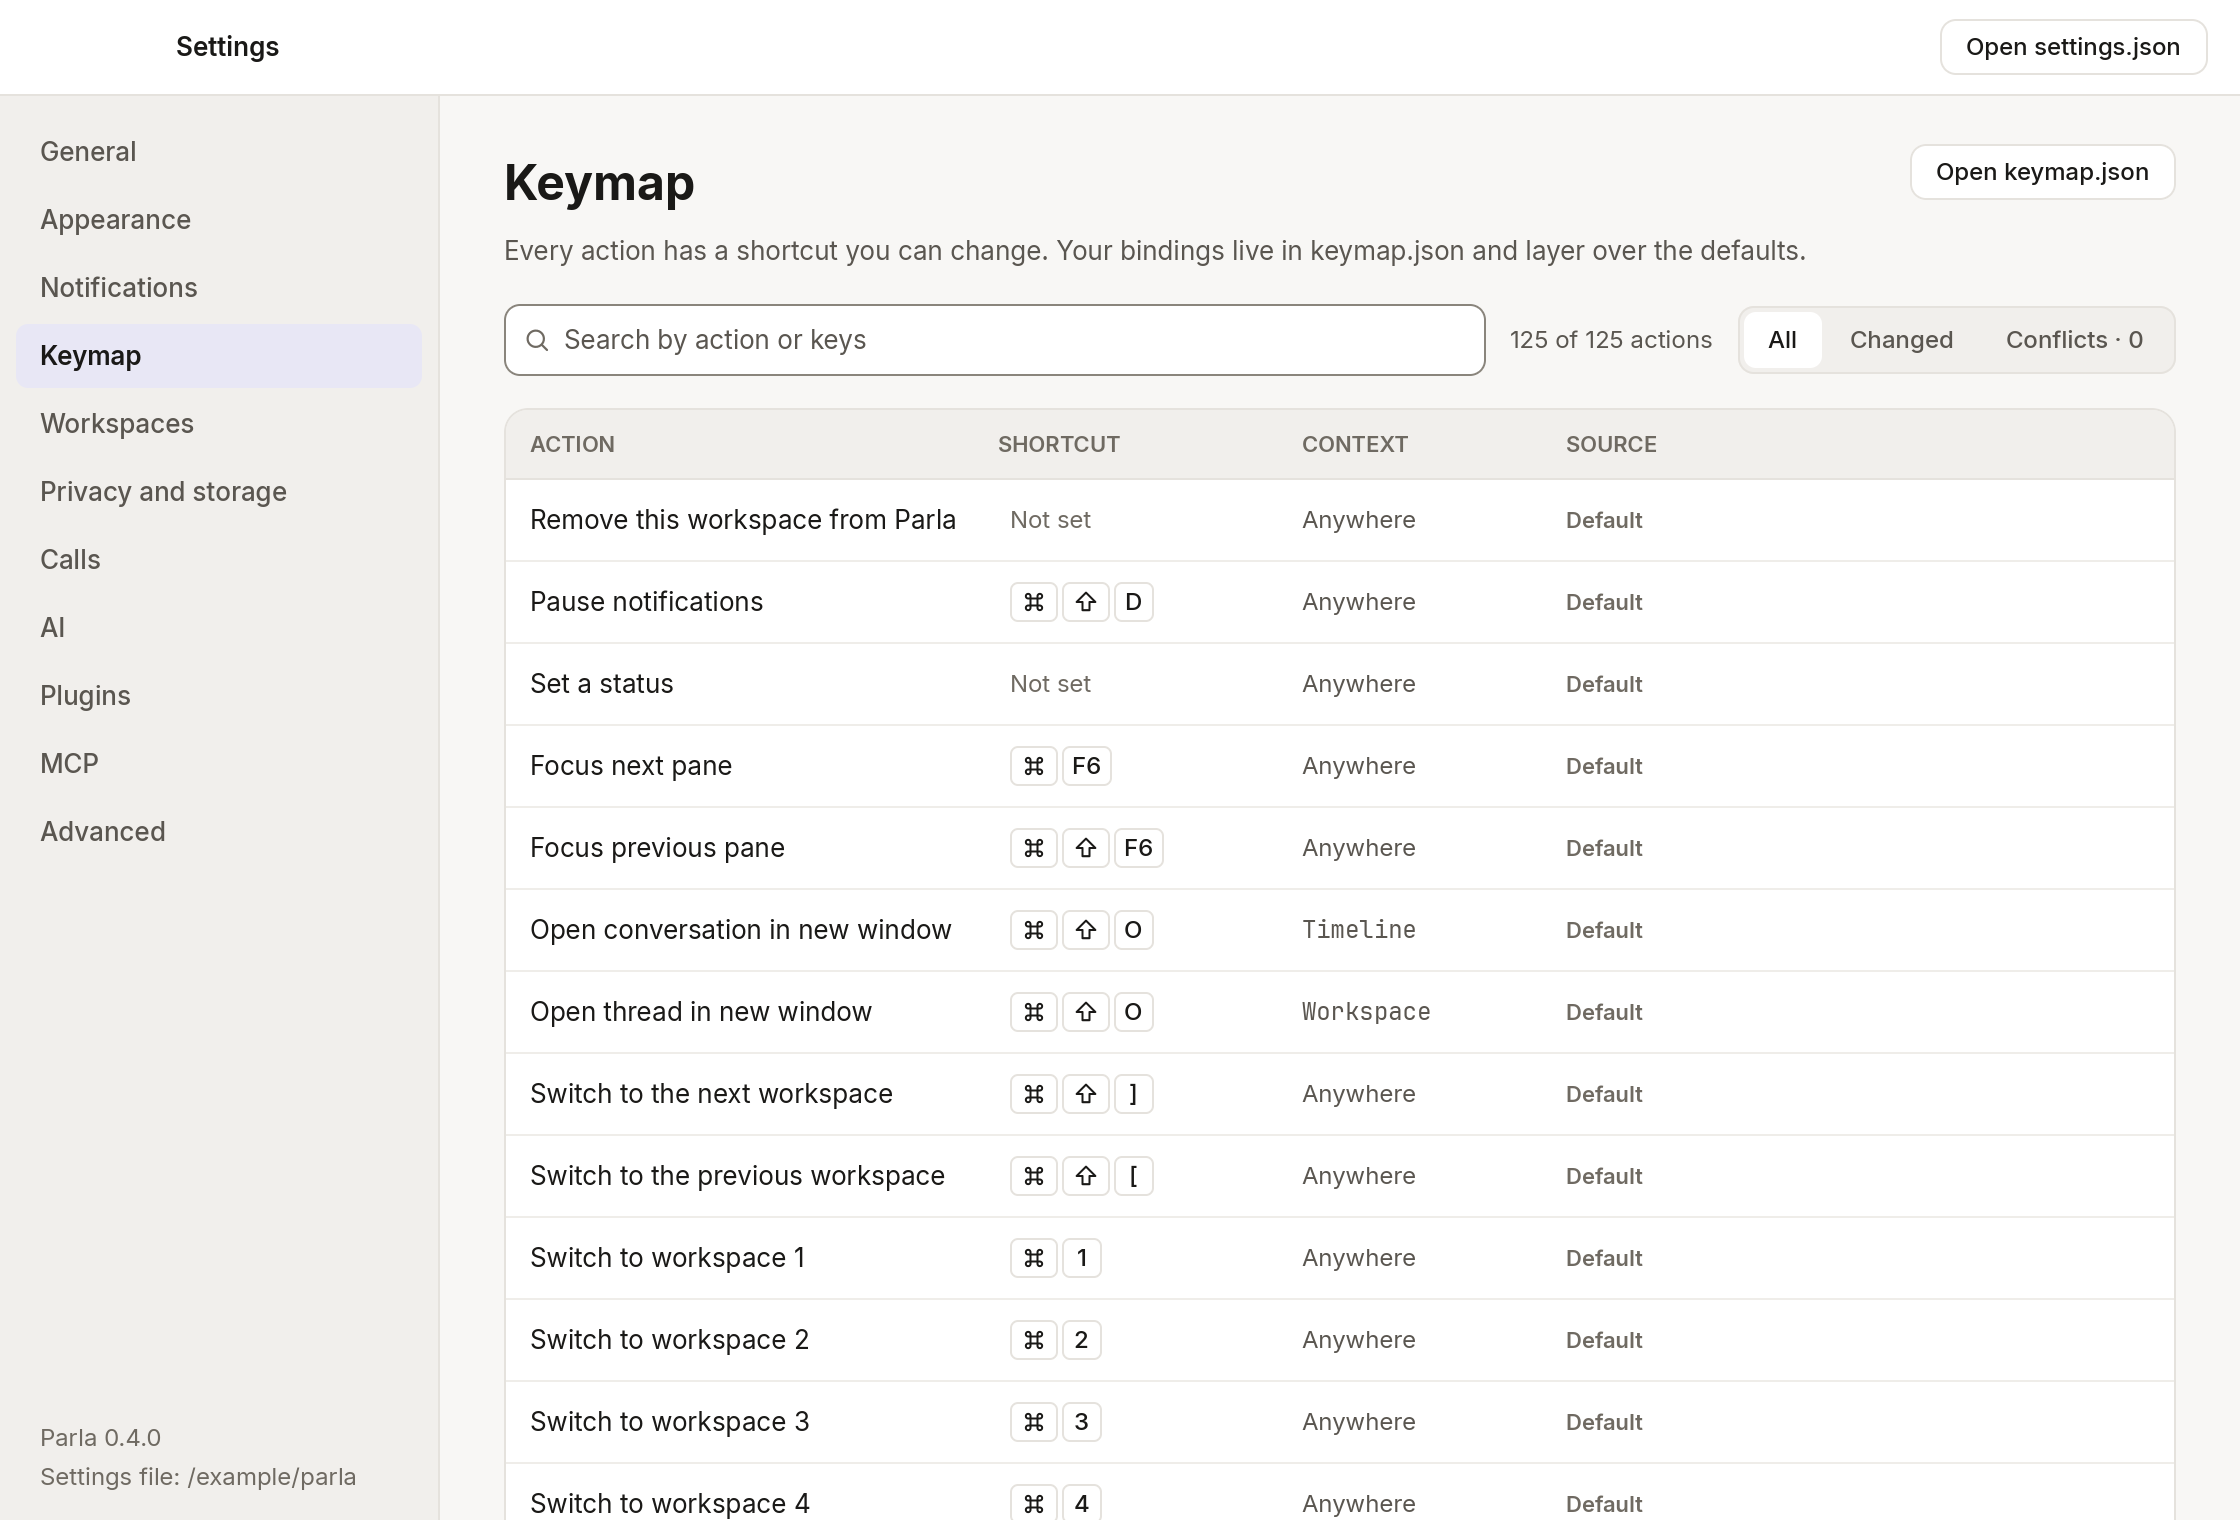 Settings
Open settings.json
General
Appearance
Notifications
Keymap
Workspaces
Privacy and storage
Calls
AI
Plugins
MCP
Advanced
Parla 0.4.0
Settings file: /example/parla
Keymap
Open keymap.json
Every action has a shortcut you can change. Your bindings live in keymap.json and layer over the defaults.
Search by action or keys
125 of 125 actions
All Changed Conflicts · 0
ACTION SHORTCUT CONTEXT SOURCE
Remove this workspace from Parla Not set Anywhere Default
Pause notifications ⌘ ⇧ D Anywhere Default
Set a status Not set Anywhere Default
Focus next pane ⌘ F6 Anywhere Default
Focus previous pane ⌘ ⇧ F6 Anywhere Default
Open conversation in new window ⌘ ⇧ O Timeline Default
Open thread in new window ⌘ ⇧ O Workspace Default
Switch to the next workspace ⌘ ⇧ ] Anywhere Default
Switch to the previous workspace ⌘ ⇧ [ Anywhere Default
Switch to workspace 1 ⌘ 1 Anywhere Default
Switch to workspace 2 ⌘ 2 Anywhere Default
Switch to workspace 3 ⌘ 3 Anywhere Default
Switch to workspace 4 ⌘ 4 Anywhere Default